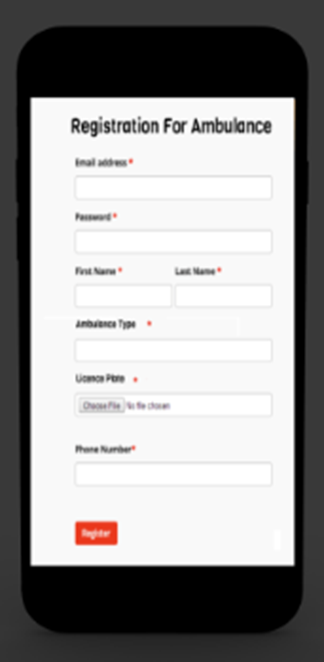 Registration For Ambulance
Email address *
Password *
First Name * Last Name *
Ambulance Type *
Licence Plate *
Choose File No file chosen
Phone Number*
Register